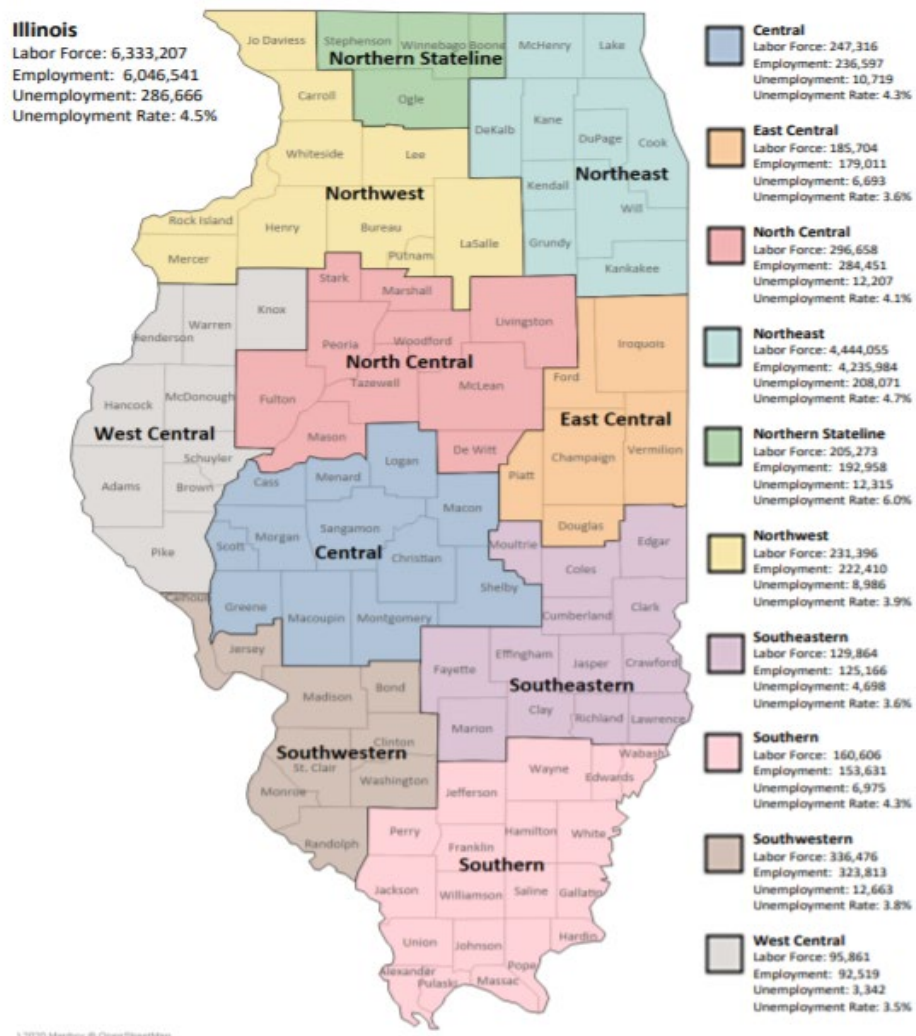 Illinois
Labor Force: 6,333,207
Employment: 6,046,541
Unemployment: 286,666
Unemployment Rate: 4.5%
Jo Daviess
Stephenson
Winnebago
Boone
McHenry
Lake
Northern Stateline
Carroll
Ogle
DeKalb
Kane
DuPage
Cook
Whiteside
Lee
Northwest
Kendall
Northeast
Will
Rock Island
Henry
Bureau
Grundy
Mercer
Putnam
LaSalle
Kankakee
Stark
Marshall
Knox
Warren
Henderson
Peoria
Woodford
Livingston
Iroquois
North Central
Ford
Tazewell
McLean
Hancock
McDonough
Fulton
East Central
West Central
Mason
De Witt
Schuyler
Logan
Champaign
Vermilion
Adams
Brown
Cass
Menard
Piatt
Macon
Douglas
Sangamon
Morgan
Scott
Central
Christian
Moultrie
Edgar
Pike
Coles
Shelby
Calhoun
Greene
Macoupin
Montgomery
Cumberland
Clark
Jersey
Effingham
Fayette
Jasper
Crawford
Southeastern
Madison
Bond
Clay
Richland
Lawrence
Marion
Clinton
Southwestern
St. Clair
Washington
Monroe
Wabash
Wayne
Edwards
Jefferson
Randolph
Perry
Hamilton
White
Franklin
Southern
Jackson
Williamson
Saline
Gallatin
Union
Johnson
Hardin
Alexander
Pulaski
Massac
Pope
Central
Labor Force: 247,316
Employment: 236,597
Unemployment: 10,719
Unemployment Rate: 4.3%
East Central
Labor Force: 185,704
Employment: 179,011
Unemployment: 6,693
Unemployment Rate: 3.6%
North Central
Labor Force: 296,658
Employment: 284,451
Unemployment: 12,207
Unemployment Rate: 4.1%
Northeast
Labor Force: 4,444,055
Employment: 4,235,984
Unemployment: 208,071
Unemployment Rate: 4.7%
Northern Stateline
Labor Force: 205,273
Employment: 192,958
Unemployment: 12,315
Unemployment Rate: 6.0%
Northwest
Labor Force: 231,396
Employment: 222,410
Unemployment: 8,986
Unemployment Rate: 3.9%
Southeastern
Labor Force: 129,864
Employment: 125,166
Unemployment: 4,698
Unemployment Rate: 3.6%
Southern
Labor Force: 160,606
Employment: 153,631
Unemployment: 6,975
Unemployment Rate: 4.3%
Southwestern
Labor Force: 336,476
Employment: 323,813
Unemployment: 12,663
Unemployment Rate: 3.8%
West Central
Labor Force: 95,861
Employment: 92,519
Unemployment: 3,342
Unemployment Rate: 3.5%